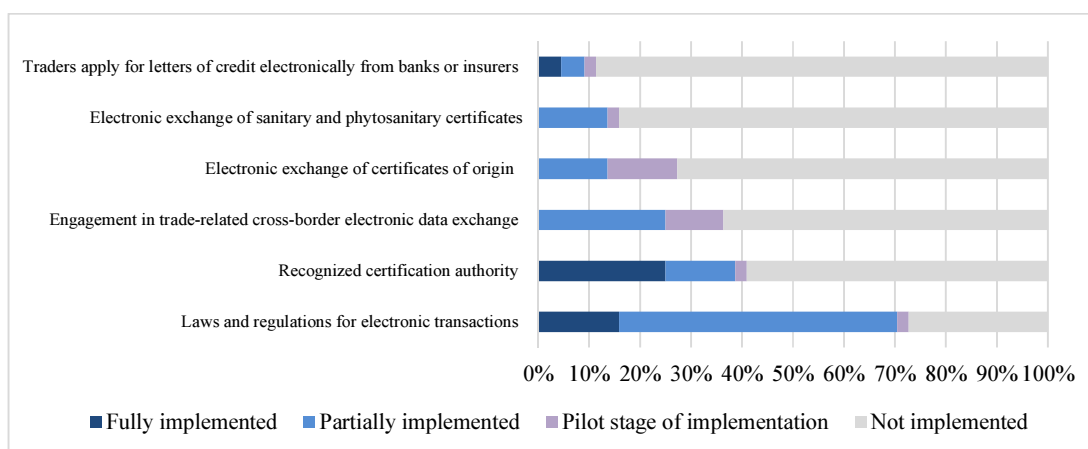 Traders apply for letters of credit electronically from banks or insurers
Electronic exchange of sanitary and phytosanitary certificates
Electronic exchange of certificates of origin
Engagement in trade-related cross-border electronic data exchange
Recognized certification authority
Laws and regulations for electronic transactions
0% 10% 20% 30% 40% 50% 60% 70% 80% 90% 100%
Fully implemented Partially implemented Pilot stage of implementation Not implemented